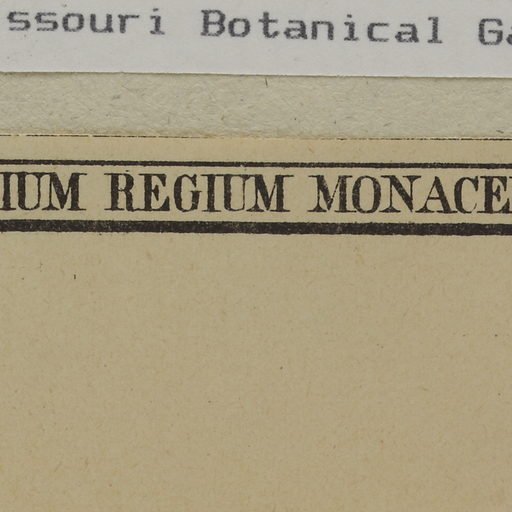 ssouri Botanical Ga
IUM REGIUM MONACE